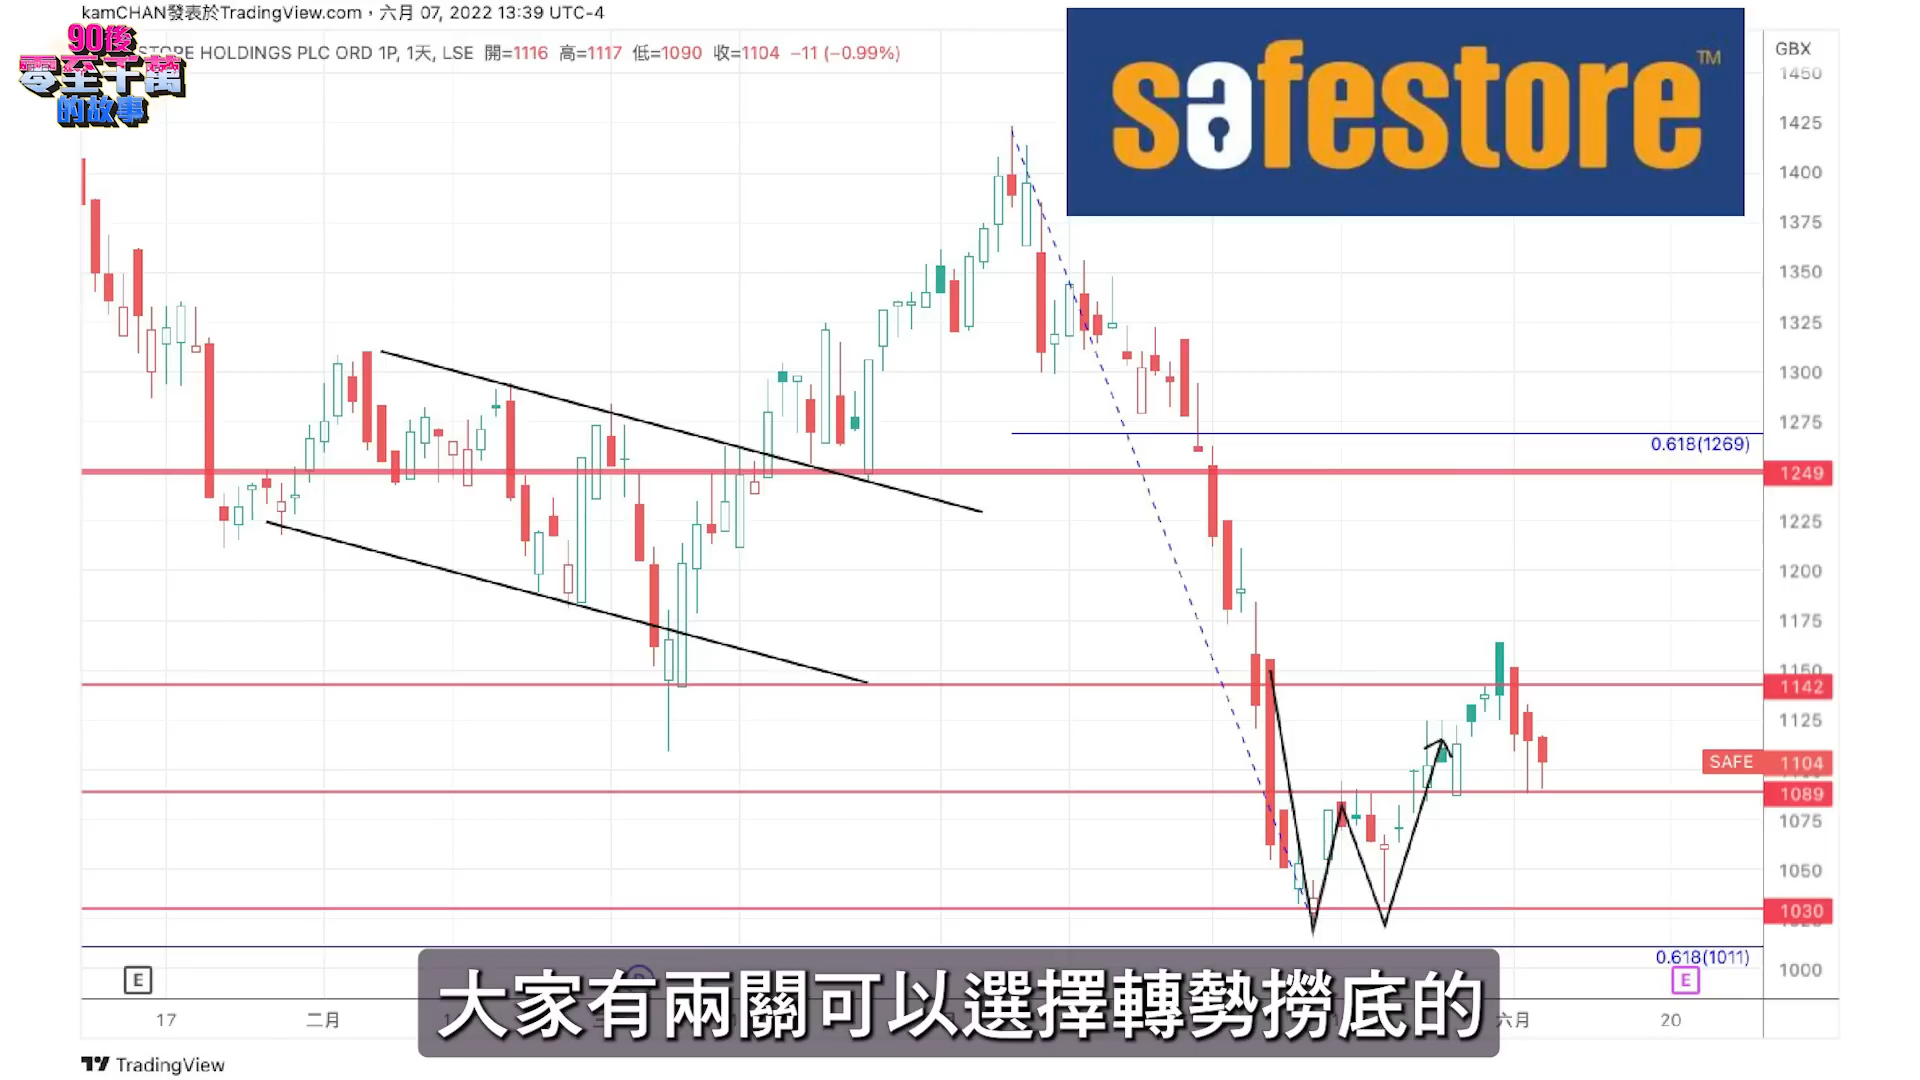 kamCHAN發表於TradingView.com，六月 07, 2022 13:39 UTC-4
90後
零至千萬
的故事
STORE HOLDINGS PLC ORD 1P, 1天, LSE 開=1116 高=1117 低=1090 收=1104 −11 (−0.99%)
safestore™
GBX
1450
1425
1400
1375
1350
1325
1300
1275
0.618(1269)
1249
1225
1200
1175
1150
1142
1125
SAFE 1104
1089
1075
1050
1030
0.618(1011)
1000
E
E
大家有兩關可以選擇轉勢撈底的
17
二月
六月
20
TradingView